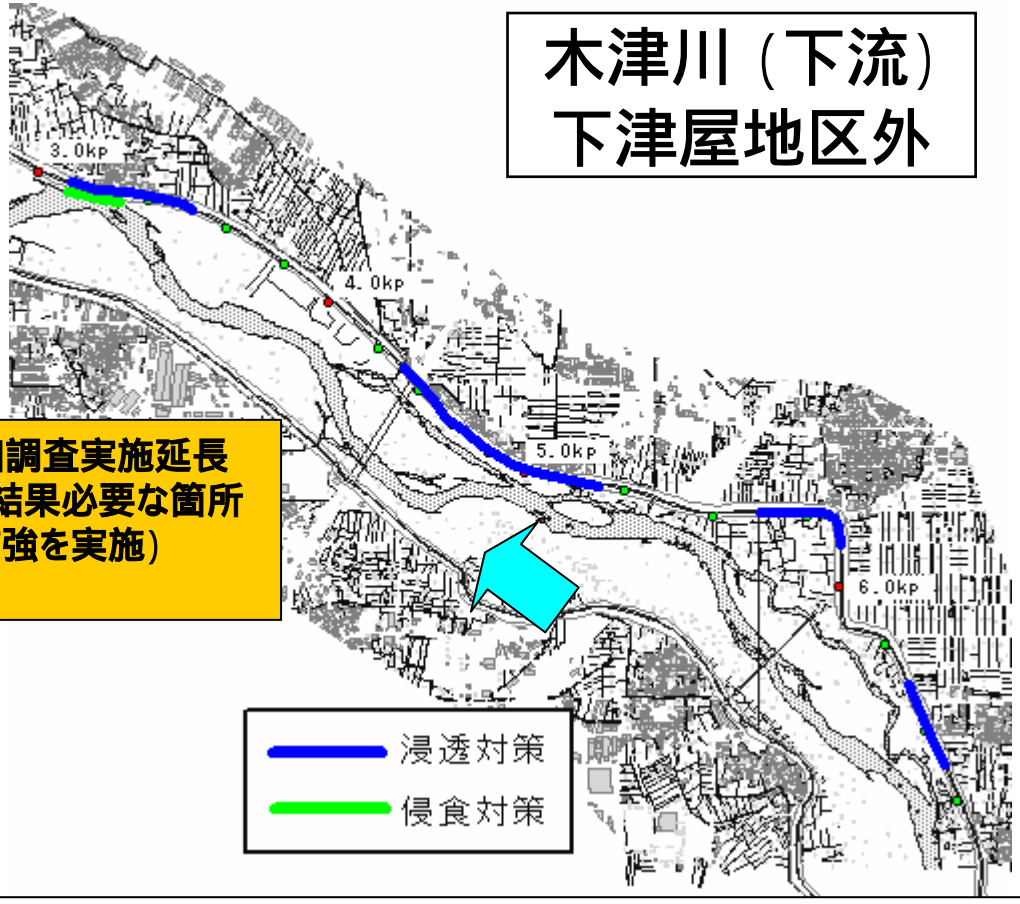 木津川（下流）
下津屋地区外
3.0kp
4.0kp
5.0kp
6.0kp
調査実施延長
結果必要な箇所
強を実施）
浸透対策
侵食対策